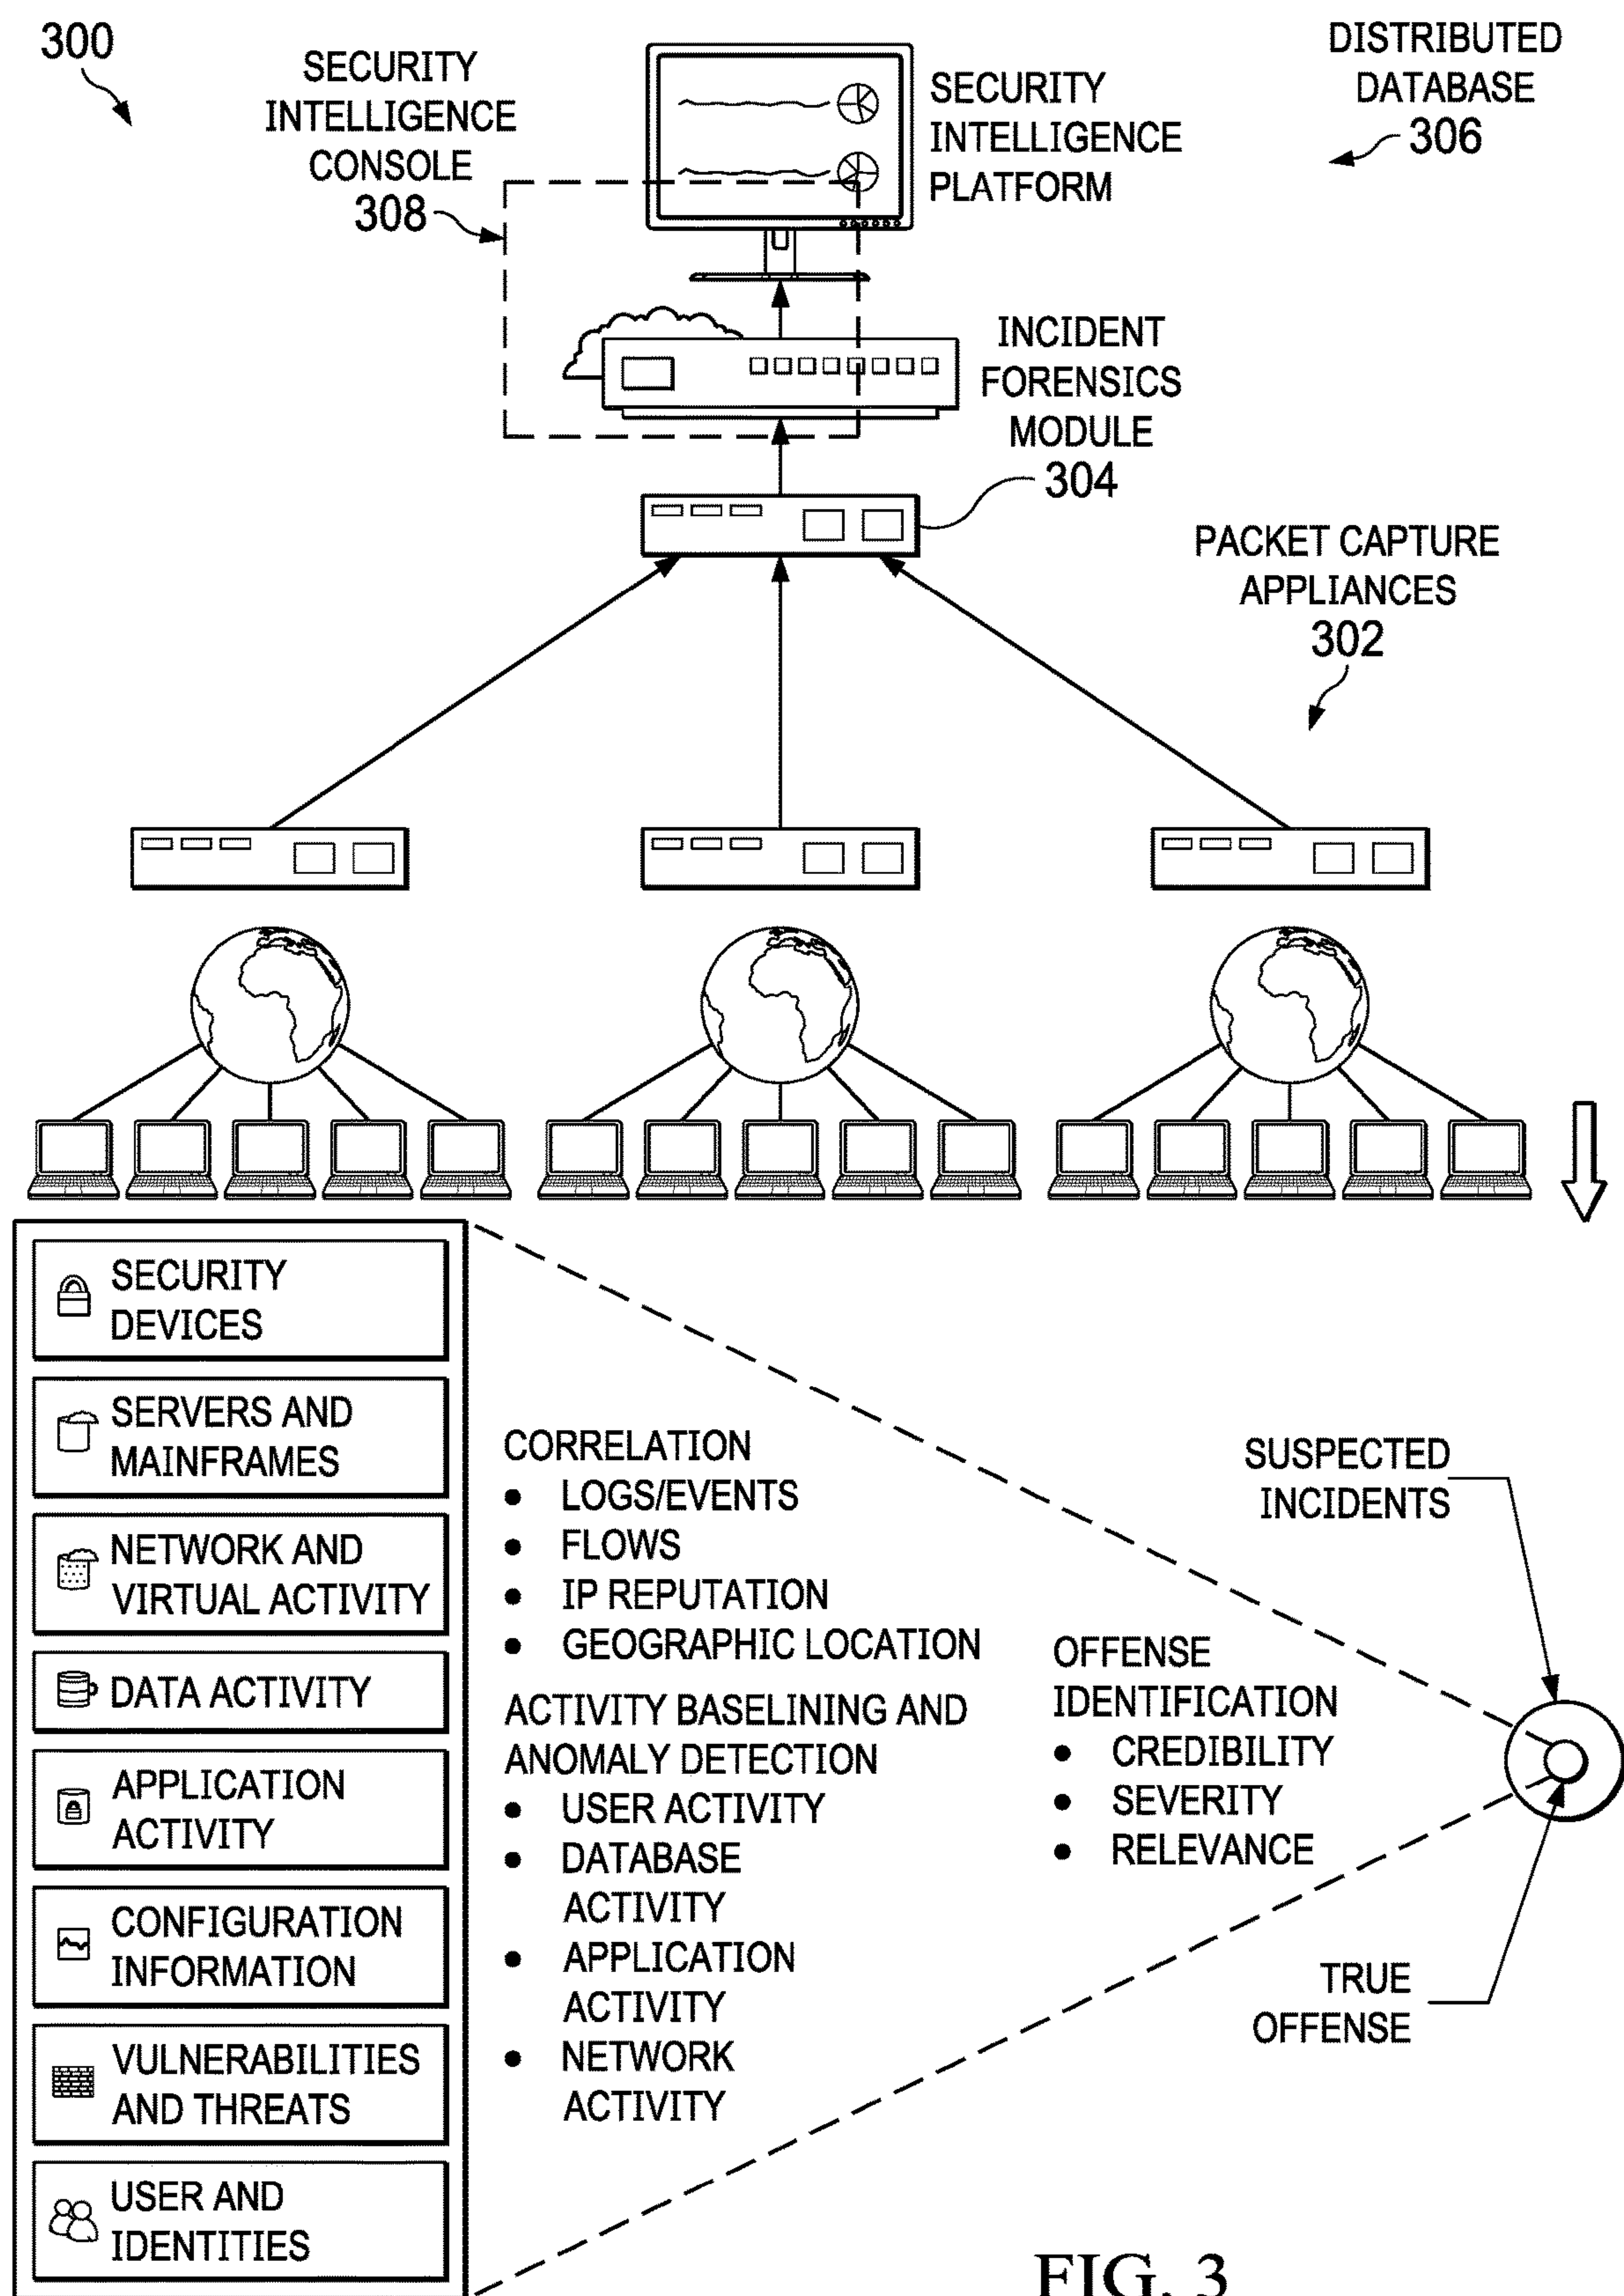 300
SECURITY
INTELLIGENCE
CONSOLE
308
SECURITY
INTELLIGENCE
PLATFORM
DISTRIBUTED
DATABASE
306
INCIDENT
FORENSICS
MODULE
304
PACKET CAPTURE
APPLIANCES
302
SECURITY
DEVICES
SERVERS AND
MAINFRAMES
NETWORK AND
VIRTUAL ACTIVITY
DATA ACTIVITY
APPLICATION
ACTIVITY
CONFIGURATION
INFORMATION
VULNERABILITIES
AND THREATS
USER AND
IDENTITIES
CORRELATION
• LOGS/EVENTS
• FLOWS
• IP REPUTATION
• GEOGRAPHIC LOCATION
ACTIVITY BASELINING AND
ANOMALY DETECTION
• USER ACTIVITY
• DATABASE
ACTIVITY
• APPLICATION
ACTIVITY
• NETWORK
ACTIVITY
OFFENSE
IDENTIFICATION
• CREDIBILITY
• SEVERITY
• RELEVANCE
SUSPECTED
INCIDENTS
TRUE
OFFENSE
FIG. 3